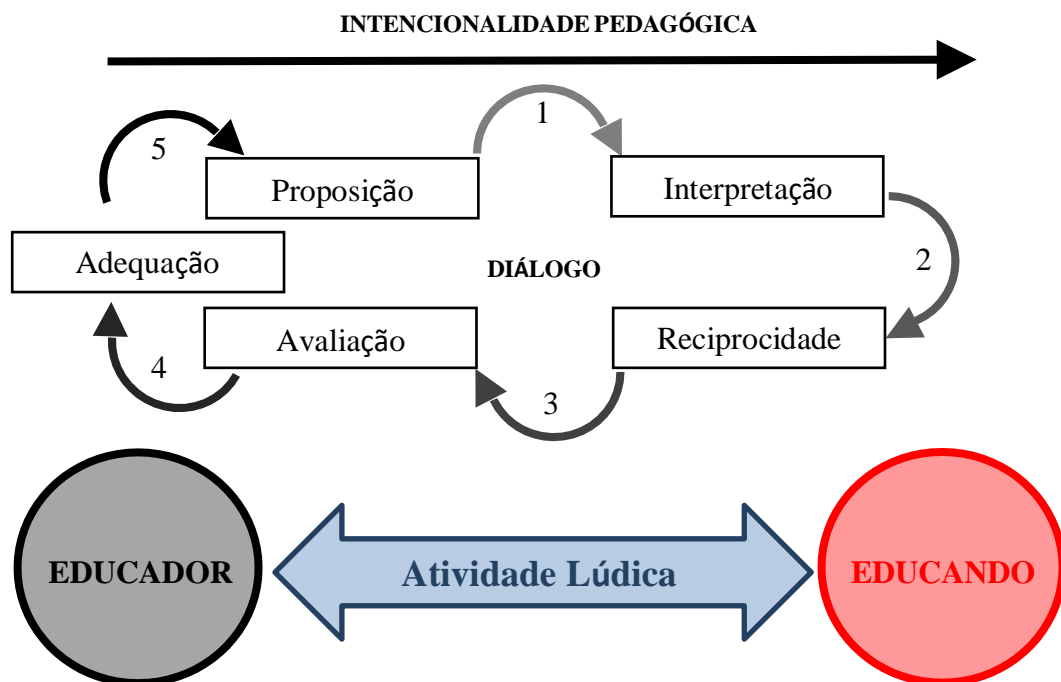 INTENCIONALIDADE PEDAGÓGICA
1
5
Proposição
Interpretação
Adequação
DIÁLOGO
2
Avaliação
Reciprocidade
4
3
EDUCADOR
Atividade Lúdica
EDUCANDO